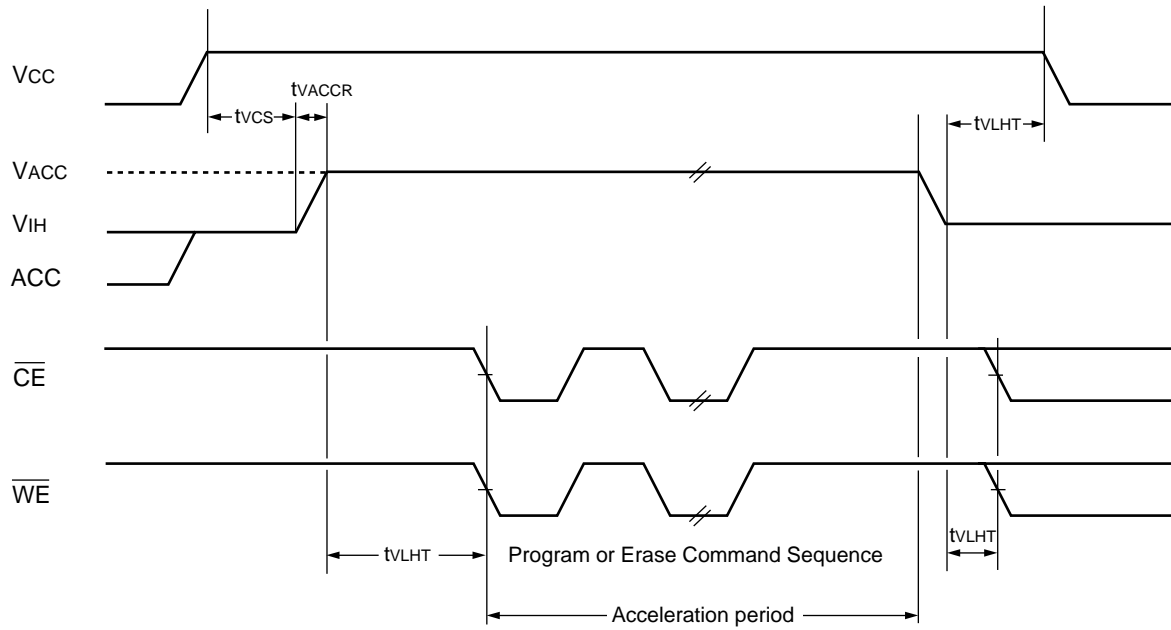 VCC
tVACCR
tVCS
tVLHT
VACC
VIH
ACC
CE
WE
tVLHT
Program or Erase Command Sequence
tVLHT
Acceleration period